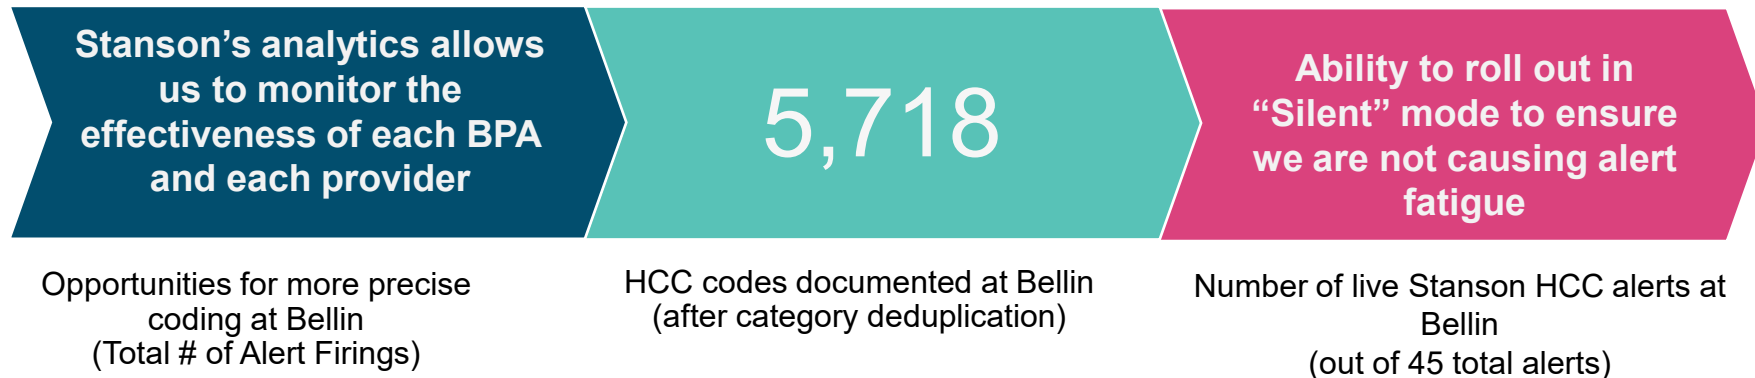 Stanson’s analytics allows
us to monitor the
effectiveness of each BPA
and each provider
5,718
Ability to roll out in
“Silent” mode to ensure
we are not causing alert
fatigue
Opportunities for more precise
coding at Bellin
(Total # of Alert Firings)
HCC codes documented at Bellin
(after category deduplication)
Number of live Stanson HCC alerts at
Bellin
(out of 45 total alerts)